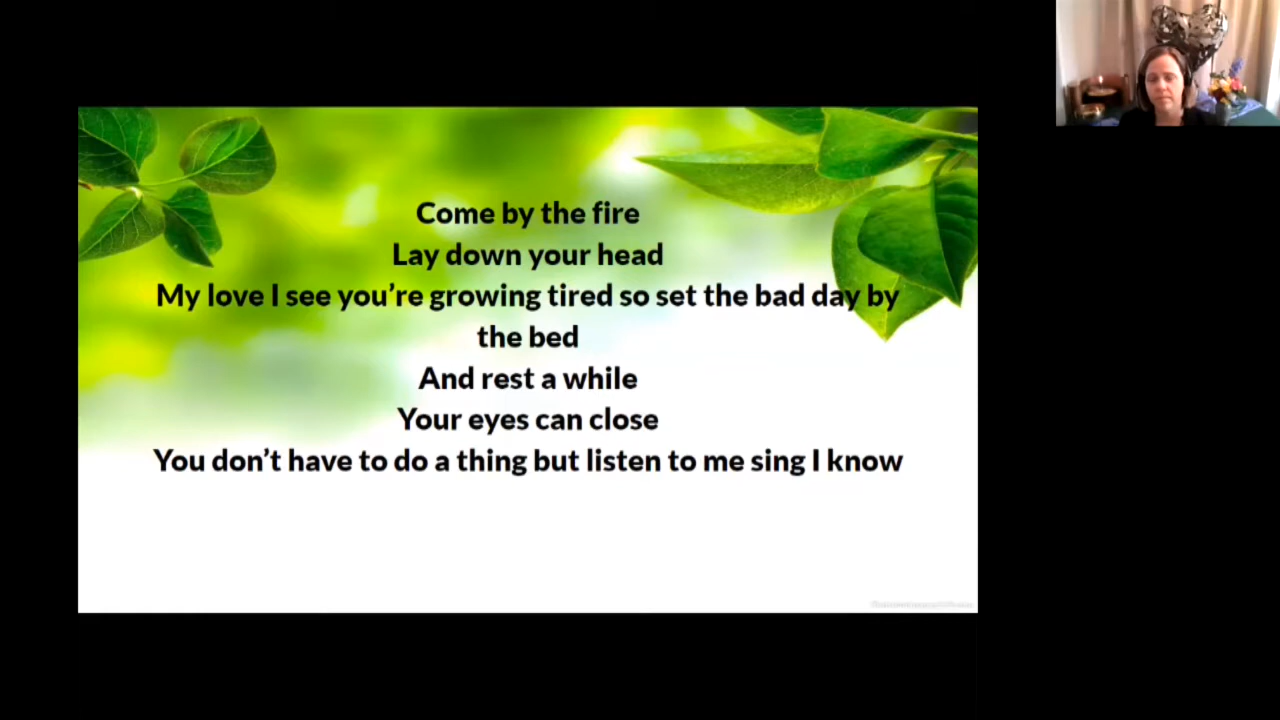 Come by the fire
Lay down your head
My love I see you’re growing tired so set the bad day by
the bed
And rest a while
Your eyes can close
You don’t have to do a thing but listen to me sing I know